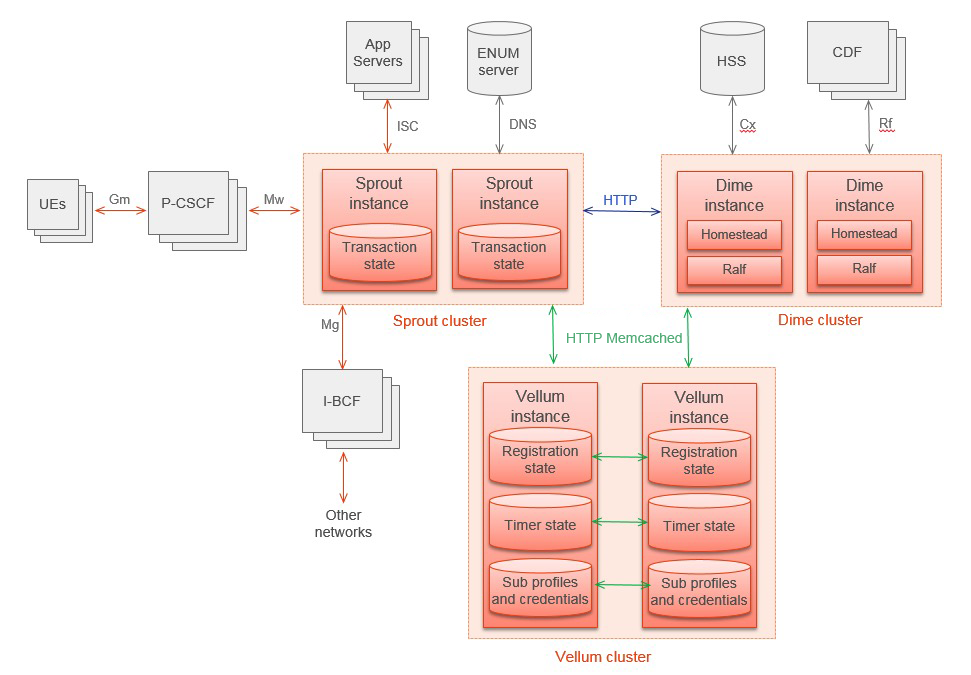 App
Servers
ENUM
server
HSS
CDF
ISC
DNS
Cx
Rf
UEs
Gm
P-CSCF
Mw
Sprout
instance
Transaction
state
Sprout
instance
Transaction
state
HTTP
Dime
instance
Homestead
Ralf
Dime
instance
Homestead
Ralf
Mg
Sprout cluster
Dime cluster
HTTP Memcached
I-BCF
Other
networks
Vellum
instance
Registration
state
Timer state
Sub profiles
and credentials
Vellum
instance
Registration
state
Timer state
Sub profiles
and credentials
Vellum cluster